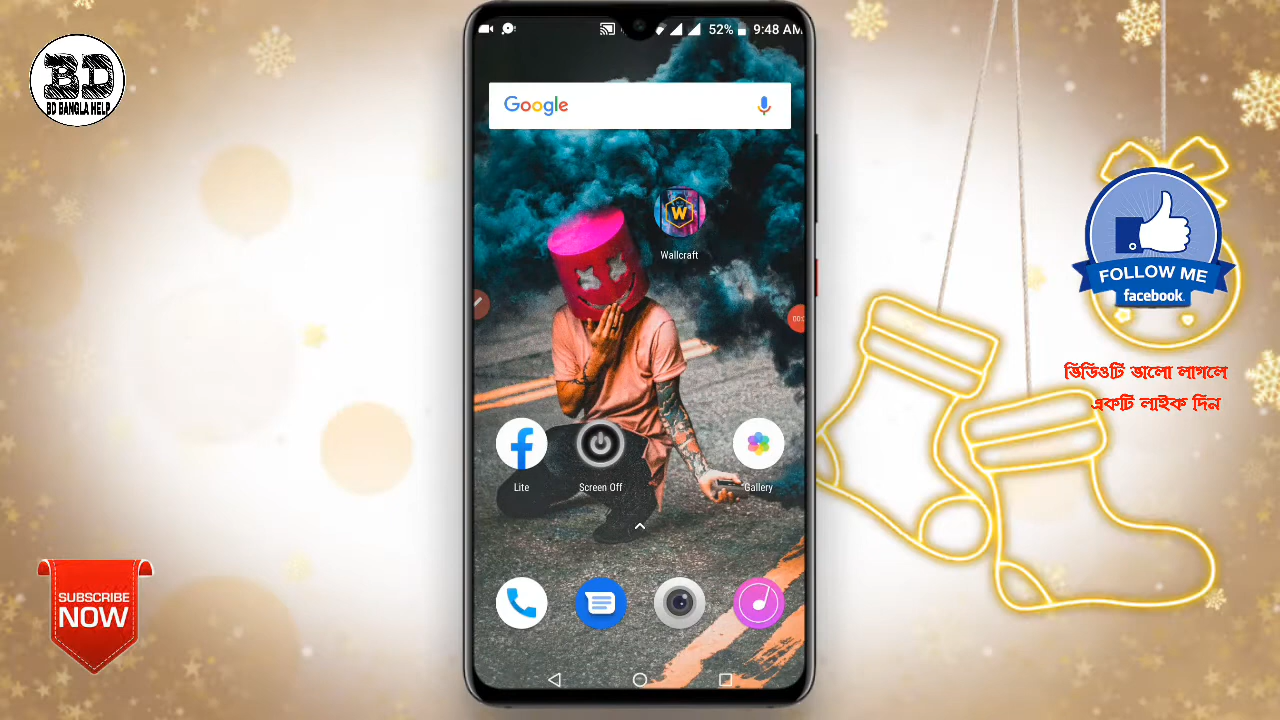 BD
BD BANGLA HELP
52% 9:48 AM
Google
W
Wallcraft
FOLLOW ME
facebook
ভিডিওটি ভালো লাগলে
একটি লাইক দিন
Lite
Screen Off
Gallery
SUBSCRIBE
NOW